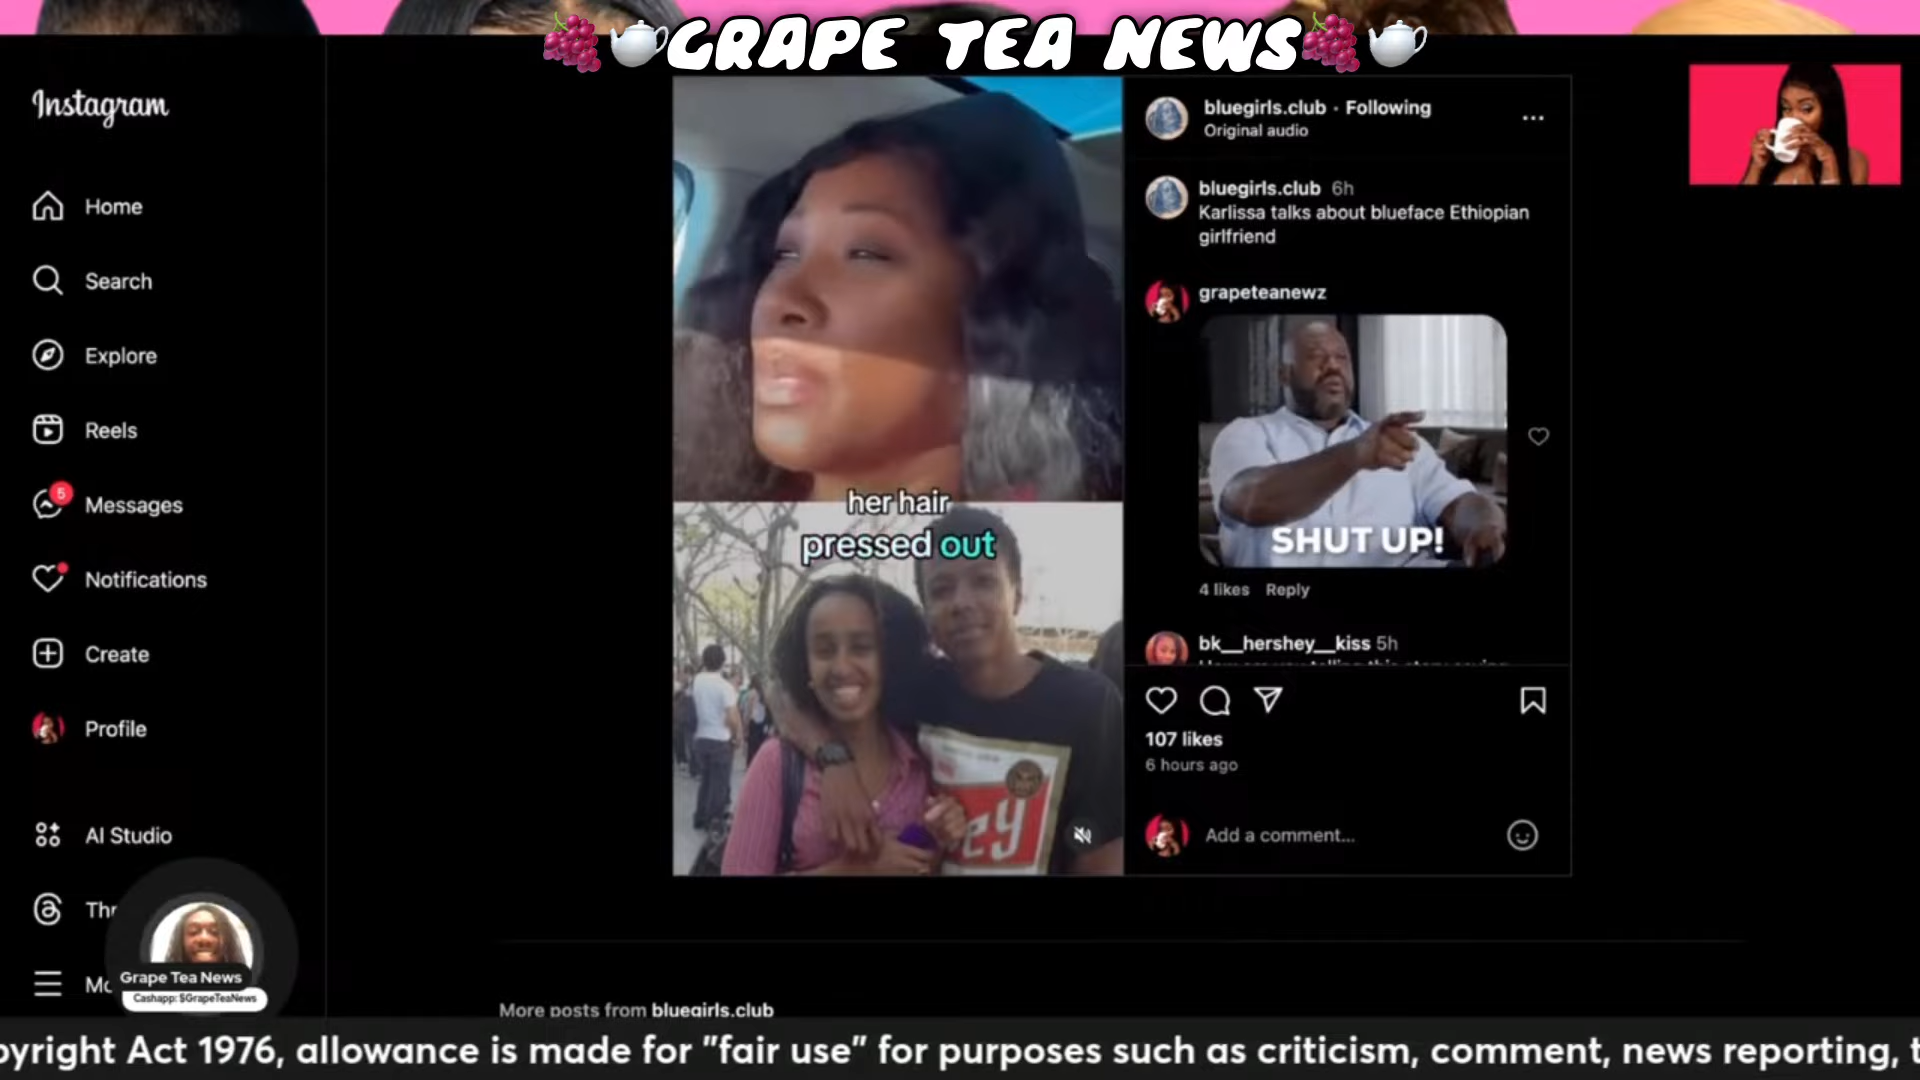 GRAPE TEA NEWS
Instagram
Home
Search
Explore
Reels
5
Messages
Notifications
Create
Profile
AI Studio
Thr
Mo
Grape Tea News
Cashapp: $GrapeTeaNews
her hair
pressed out
ey
bluegirls.club · Following
Original audio
bluegirls.club 6h
Karlissa talks about blueface Ethiopian
girlfriend
grapeteanewz
SHUT UP!
4 likes Reply
bk__hershey__kiss 5h
107 likes
6 hours ago
Add a comment...
More posts from bluegirls.club
pyright Act 1976, allowance is made for "fair use" for purposes such as criticism, comment, news reporting, t